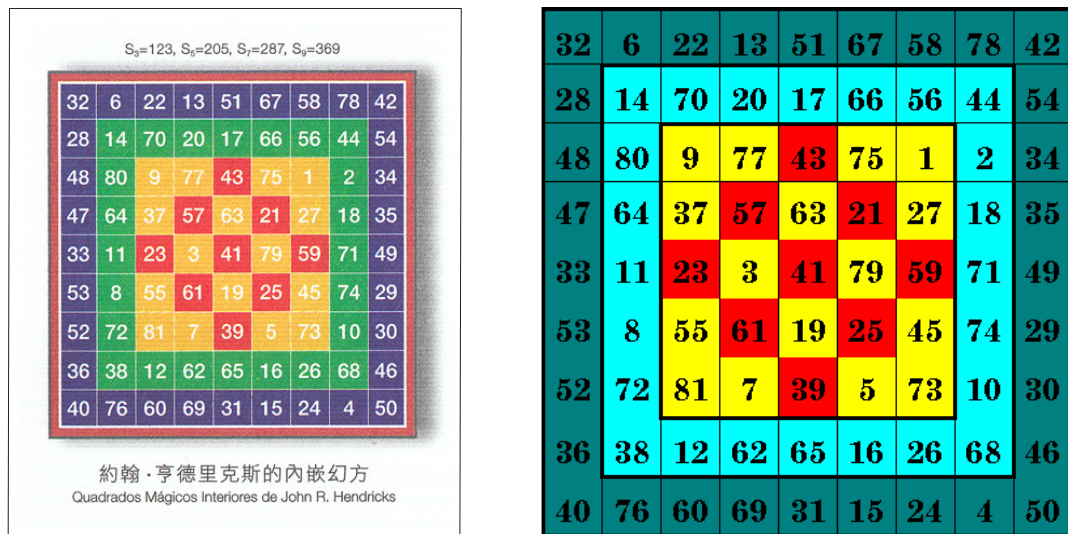 S₃=123, S₅=205, S₇=287, S₉=369
32 6 22 13 51 67 58 78 42
28 14 70 20 17 66 56 44 54
48 80 9 77 43 75 1 2 34
47 64 37 57 63 21 27 18 35
33 11 23 3 41 79 59 71 49
53 8 55 61 19 25 45 74 29
52 72 81 7 39 5 73 10 30
36 38 12 62 65 16 26 68 46
40 76 60 69 31 15 24 4 50
約翰·亨德里克斯的內嵌幻方
Quadrados Mágicos Interiores de John R. Hendricks
32 6 22 13 51 67 58 78 42
28 14 70 20 17 66 56 44 54
48 80 9 77 43 75 1 2 34
47 64 37 57 63 21 27 18 35
33 11 23 3 41 79 59 71 49
53 8 55 61 19 25 45 74 29
52 72 81 7 39 5 73 10 30
36 38 12 62 65 16 26 68 46
40 76 60 69 31 15 24 4 50